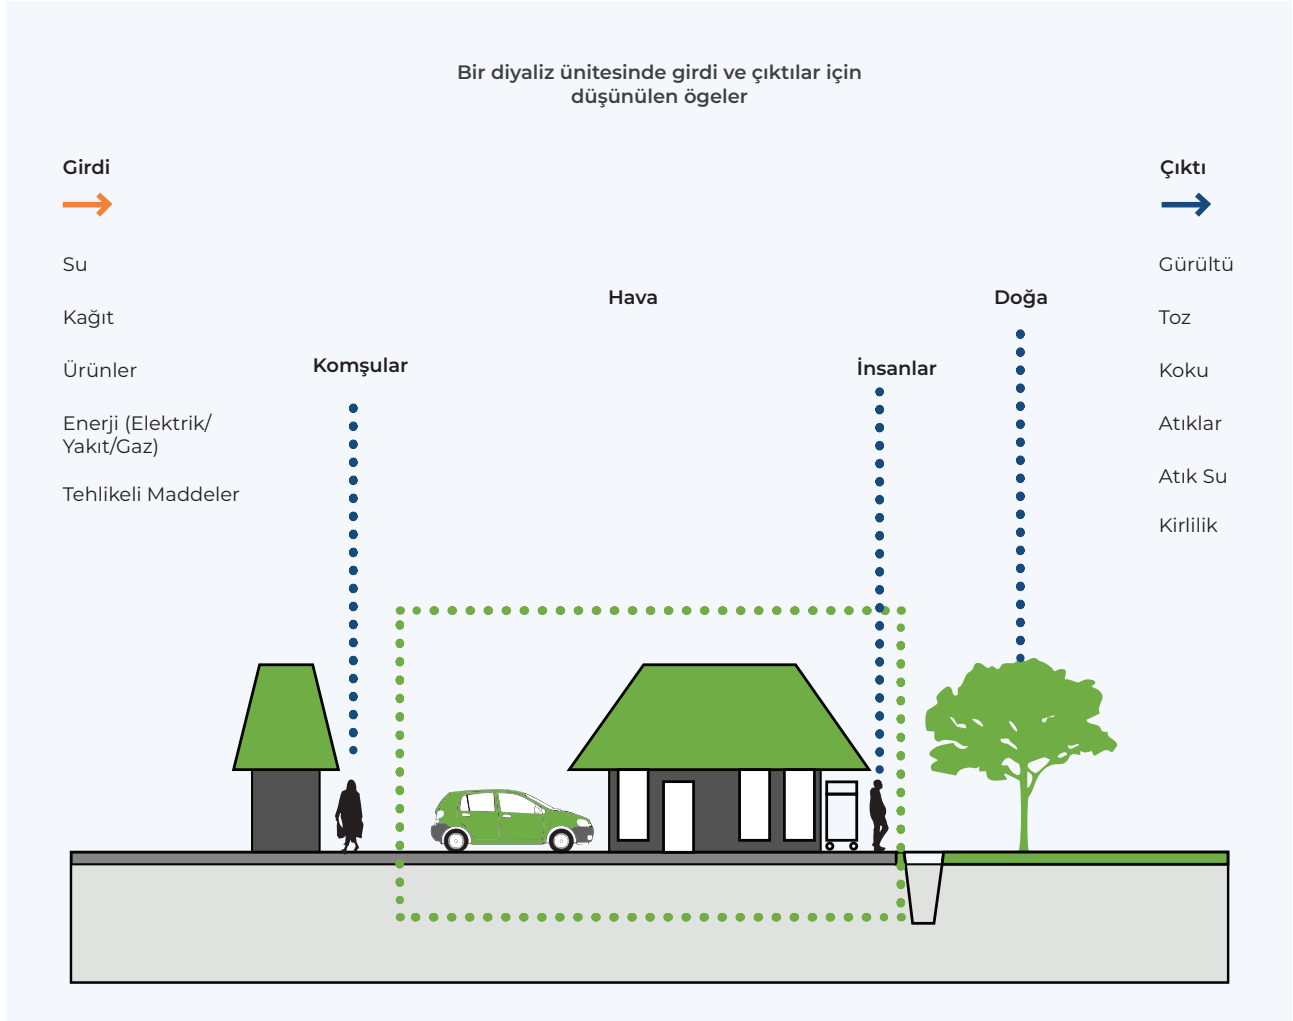 Bir diyaliz ünitesinde girdi ve çıktılar için
düşünülen ögeler
Girdi
Su
Kağıt
Ürünler
Enerji (Elektrik/
Yakıt/Gaz)
Tehlikeli Maddeler
Komşular
Hava
İnsanlar
Doğa
Çıktı
Gürültü
Toz
Koku
Atıklar
Atık Su
Kirlilik